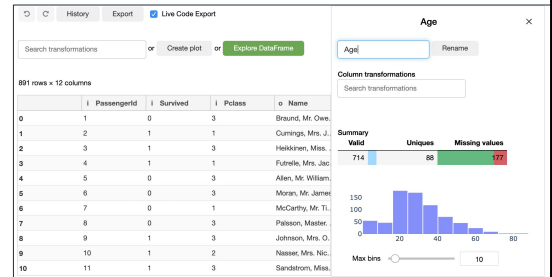 History Export Live Code Export
Search transformations or Create plot or Explore DataFrame
891 rows × 12 columns
i PassengerId i Survived i Pclass o Name
0 1 0 3 Braund, Mr. Owe.
1 2 1 1 Cumings, Mrs. J..
2 3 1 3 Heikkinen, Miss.
3 4 1 1 Futrelle, Mrs. Jac
4 5 0 3 Allen, Mr. William.
5 6 0 3 Moran, Mr. James
6 7 0 1 McCarthy, Mr. Ti..
7 8 0 3 Palsson, Master.
8 9 1 3 Johnson, Mrs. O.
9 10 1 2 Nasser, Mrs. Nic..
10 11 1 3 Sandstrom, Miss.
Age
Age Rename
Column transformations
Search transformations
Summary
Valid Uniques Missing values
714 88 177
150
100
50
0
20 40 60 80
Max bins 10